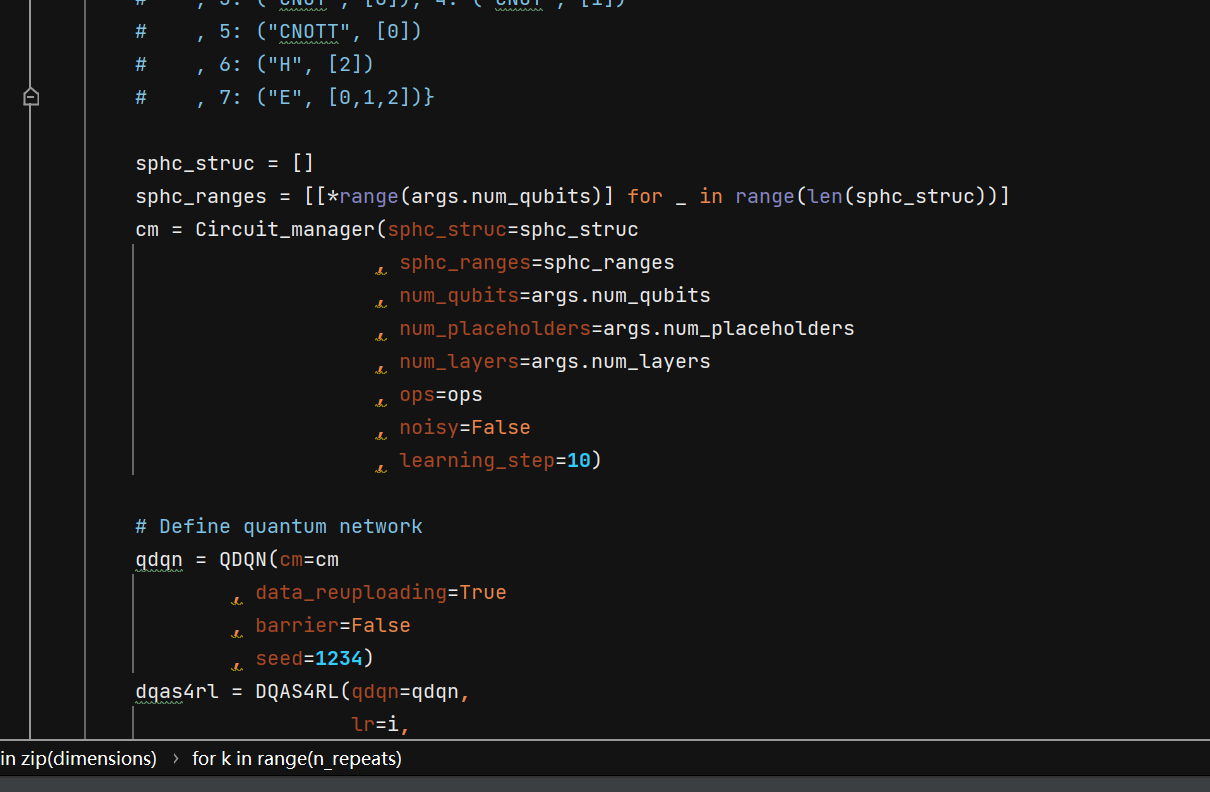 #    , 3: ("CNOT", [0]), 4: ("CNOT", [1])
#    , 5: ("CNOTT", [0])
#    , 6: ("H", [2])
#    , 7: ("E", [0,1,2])}
sphc_struc = []
sphc_ranges = [[*range(args.num_qubits)] for _ in range(len(sphc_struc))]
cm = Circuit_manager(sphc_struc=sphc_struc
, sphc_ranges=sphc_ranges
, num_qubits=args.num_qubits
, num_placeholders=args.num_placeholders
, num_layers=args.num_layers
, ops=ops
, noisy=False
, learning_step=10)
# Define quantum network
qdqn = QDQN(cm=cm
, data_reuploading=True
, barrier=False
, seed=1234)
dqas4rl = DQAS4RL(qdqn=qdqn,
lr=i,
in zip(dimensions) › for k in range(n_repeats)